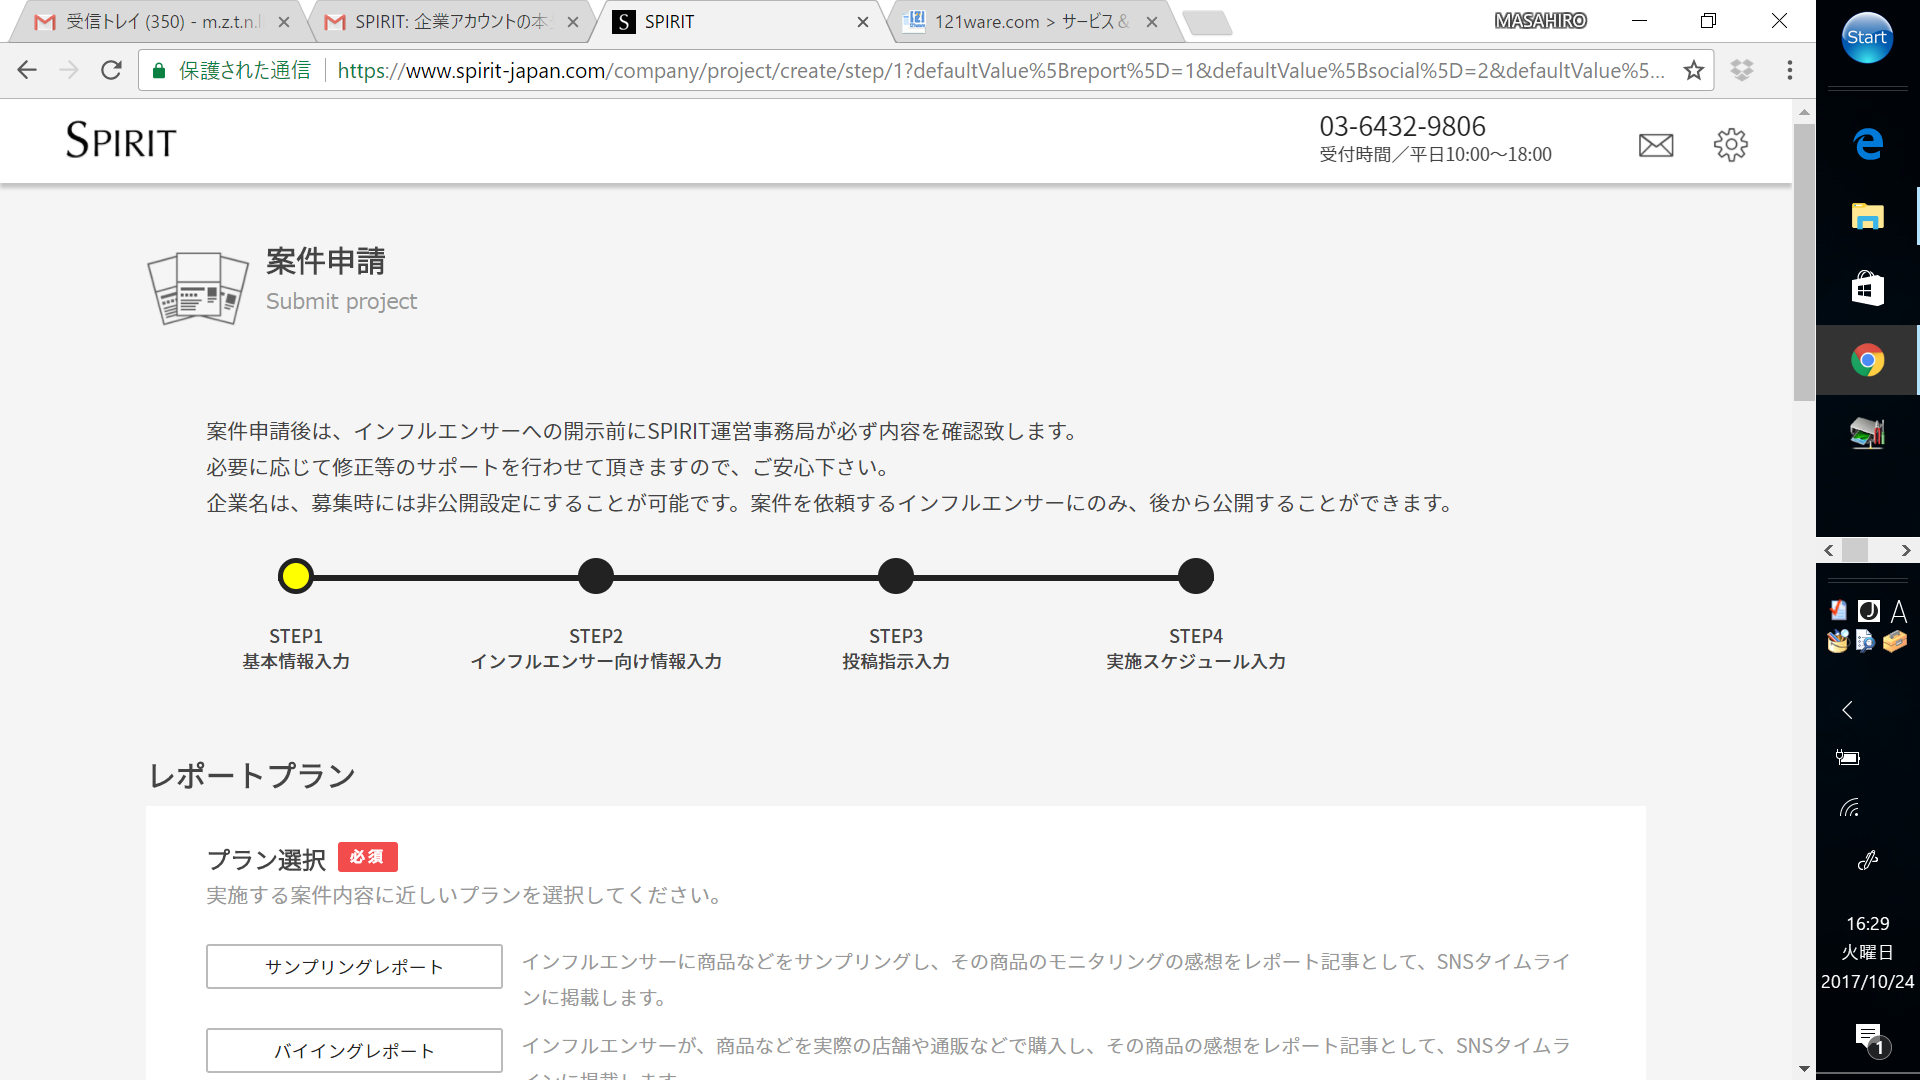 受信トレイ (350) - m.z.t.n.
SPIRIT: 企業アカウントの本
SPIRIT
121ware.com > サービス &
MASAHIRO
保護された通信
https://www.spirit-japan.com/company/project/create/step/1?defaultValue%5Breport%5D=1&defaultValue%5Bsocial%5D=2&defaultValue%5...
Start
SPIRIT
03-6432-9806
受付時間／平日10:00～18:00
案件申請
Submit project
案件申請後は、インフルエンサーへの開示前にSPIRIT運営事務局が必ず内容を確認致します。
必要に応じて修正等のサポートを行わせて頂きますので、ご安心下さい。
企業名は、募集時には非公開設定にすることが可能です。案件を依頼するインフルエンサーにのみ、後から公開することができます。
STEP1
基本情報入力
STEP2
インフルエンサー向け情報入力
STEP3
投稿指示入力
STEP4
実施スケジュール入力
レポートプラン
プラン選択 必須
実施する案件内容に近しいプランを選択してください。
サンプリングレポート
インフルエンサーに商品などをサンプリングし、その商品のモニタリングの感想をレポート記事として、SNSタイムライ
ンに掲載します。
バイイングレポート
インフルエンサーが、商品などを実際の店舗や通販などで購入し、その商品の感想をレポート記事として、SNSタイムラ
インに掲載します。
A
16:29
火曜日
2017/10/24
1